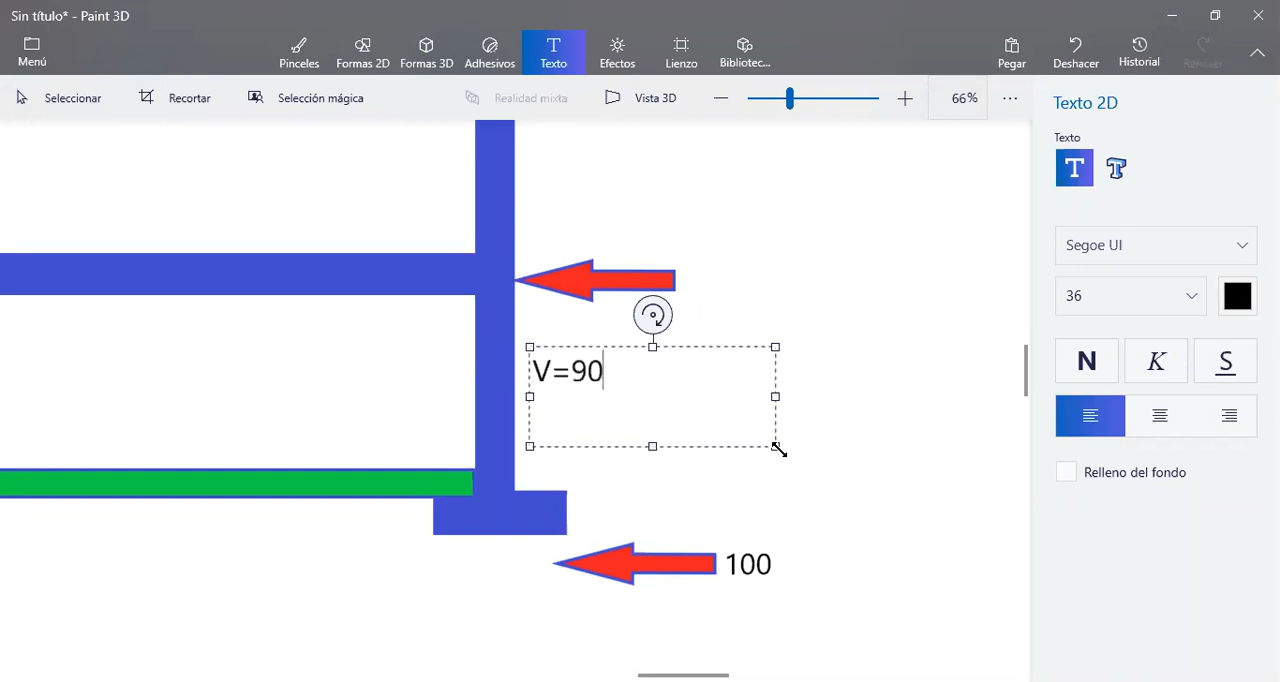 Sin título* - Paint 3D
Menú
Pinceles
Formas 2D
Formas 3D
Adhesivos
Texto
Efectos
Lienzo
Bibliotec...
Pegar
Deshacer
Historial
Rehacer
Seleccionar
Recortar
Selección mágica
Realidad mixta
Vista 3D
66%
Texto 2D
Texto
Segoe UI
36
N K S
Relleno del fondo
V=90
100